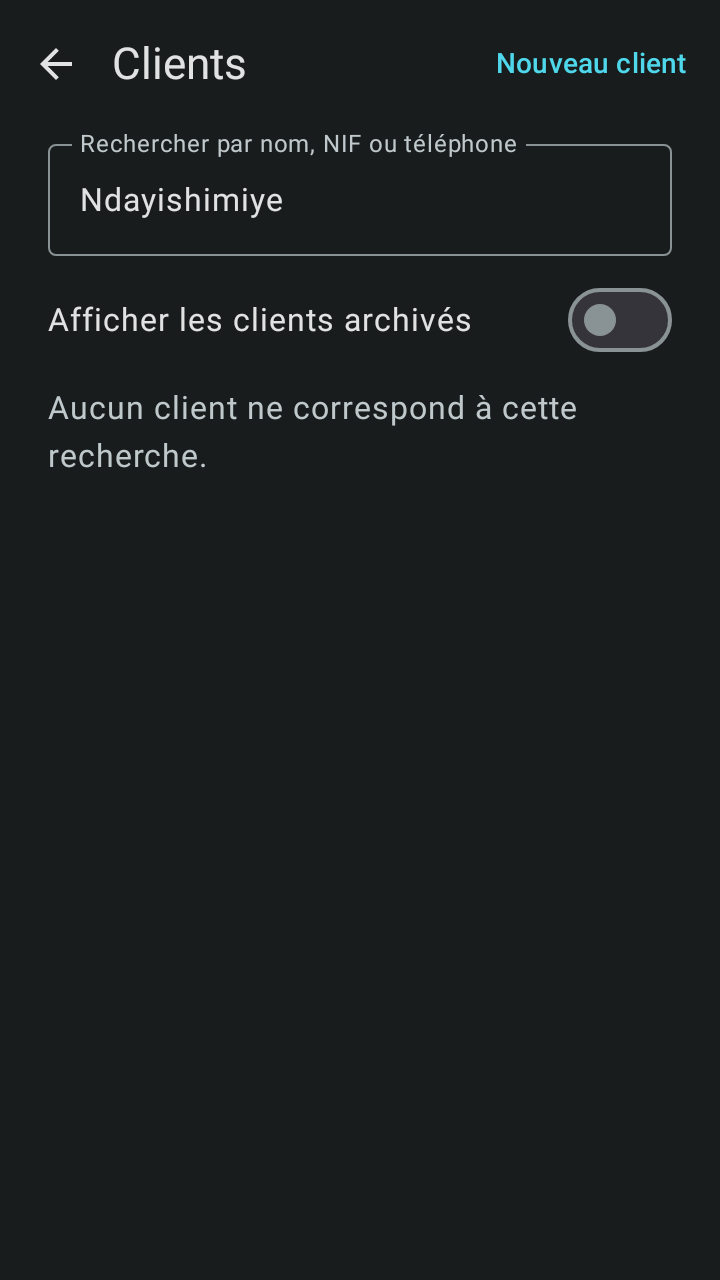 Clients
Nouveau client
Rechercher par nom, NIF ou téléphone
Ndayishimiye
Afficher les clients archivés
Aucun client ne correspond à cette
recherche.